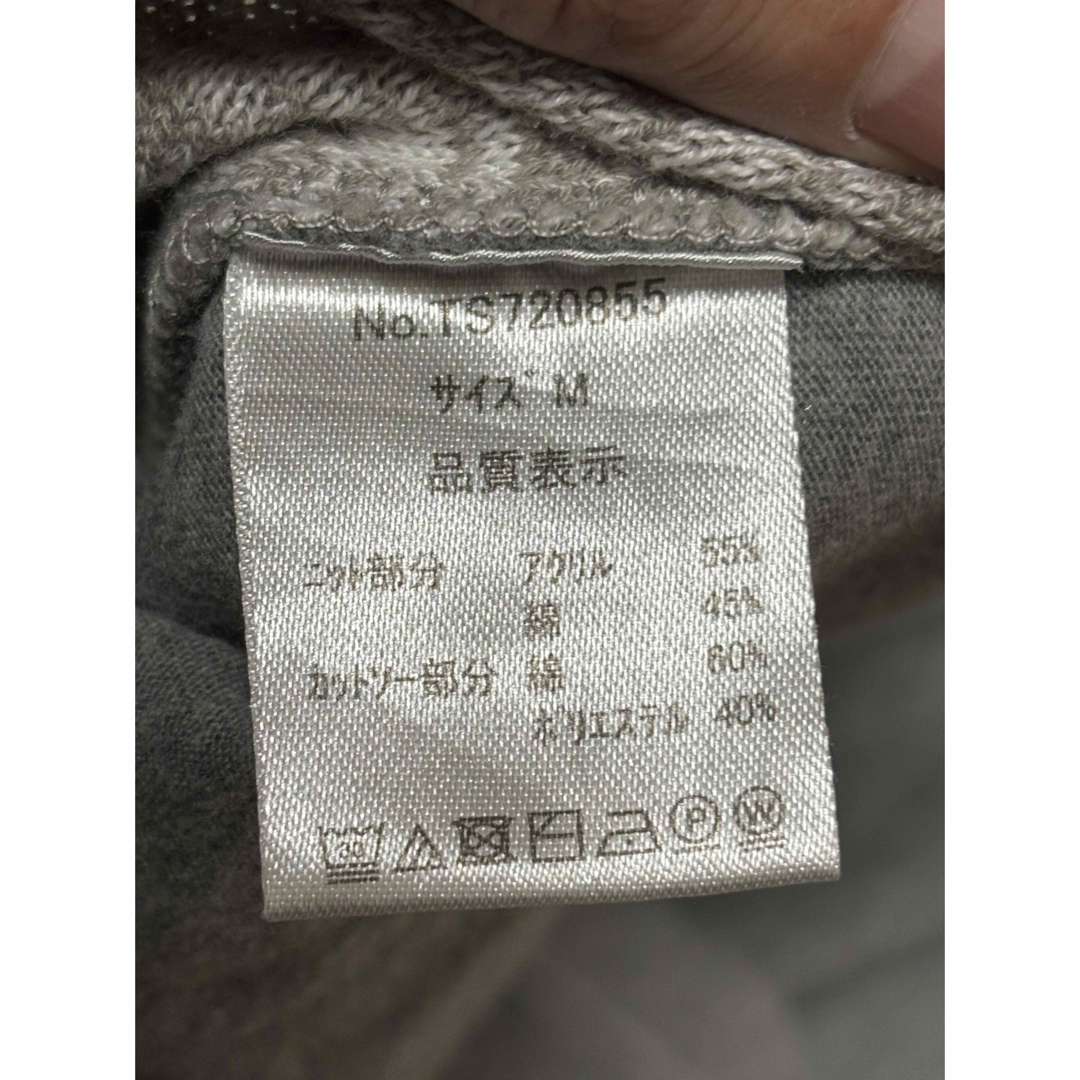 No.TS720855
サイズ M
品質表示
ニット部分 アクリル 55%
綿 45%
カットソー部分 綿 60%
ポリエステル 40%
30 P W